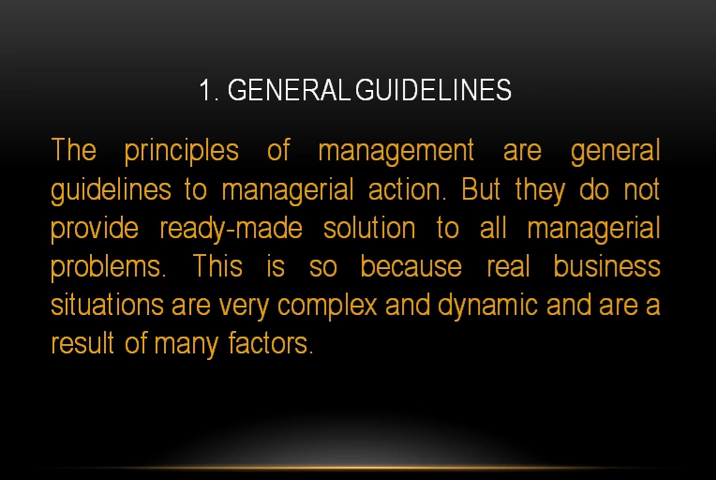 1. GENERAL GUIDELINES
The principles of management are general
guidelines to managerial action. But they do not
provide ready-made solution to all managerial
problems. This is so because real business
situations are very complex and dynamic and are a
result of many factors.